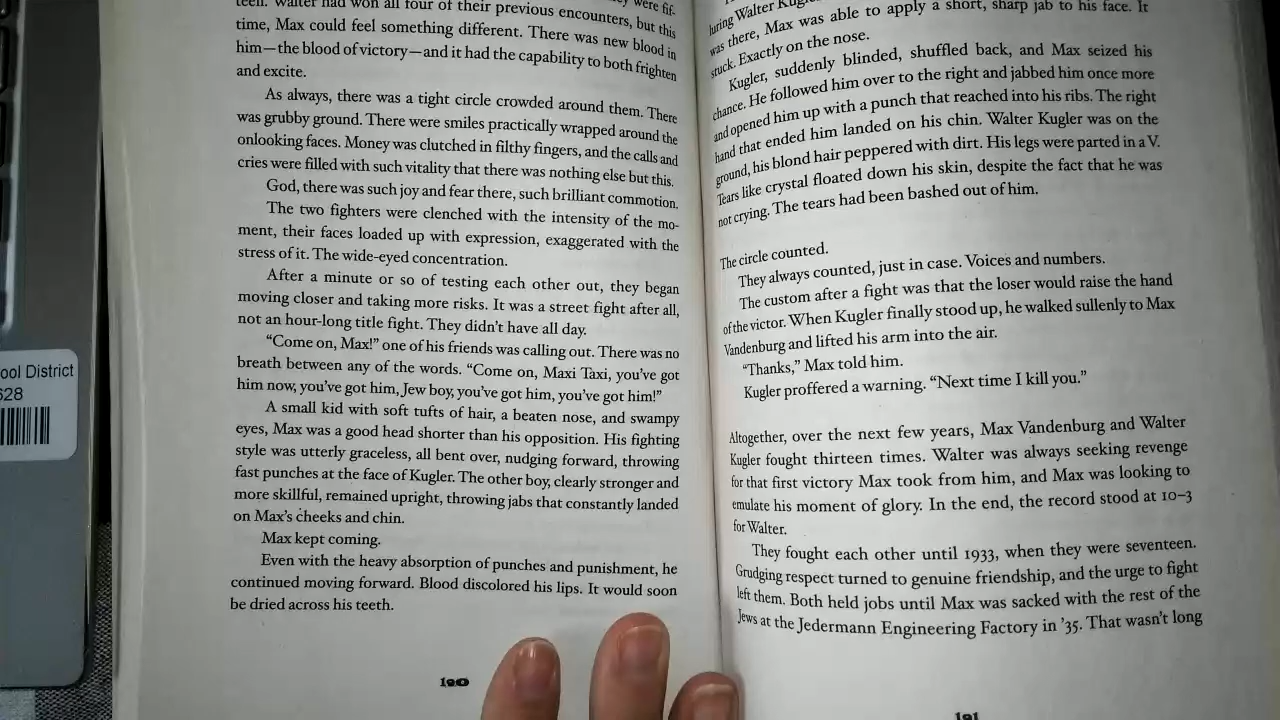 ool District
628
teen. Walter had won all four of their previous encounters, but this
time, Max could feel something different. There was new blood in
him—the blood of victory—and it had the capability to both frighten
and excite.
As always, there was a tight circle crowded around them. There
was grubby ground. There were smiles practically wrapped around the
onlooking faces. Money was clutched in filthy fingers, and the calls and
cries were filled with such vitality that there was nothing else but this.
God, there was such joy and fear there, such brilliant commotion.
The two fighters were clenched with the intensity of the mo-
ment, their faces loaded up with expression, exaggerated with the
stress of it. The wide-eyed concentration.
After a minute or so of testing each other out, they began
moving closer and taking more risks. It was a street fight after all,
not an hour-long title fight. They didn't have all day.
"Come on, Max!" one of his friends was calling out. There was no
breath between any of the words. "Come on, Maxi Taxi, you've got
him now, you've got him, Jew boy, you've got him, you've got him!"
A small kid with soft tufts of hair, a beaten nose, and swampy
eyes, Max was a good head shorter than his opposition. His fighting
style was utterly graceless, all bent over, nudging forward, throwing
fast punches at the face of Kugler. The other boy, clearly stronger and
more skillful, remained upright, throwing jabs that constantly landed
on Max's cheeks and chin.
Max kept coming.
Even with the heavy absorption of punches and punishment, he
continued moving forward. Blood discolored his lips. It would soon
be dried across his teeth.
190
luring Walter Kugler
was there, Max was able to apply a short, sharp jab to his face. It
stuck. Exactly on the nose.
Kugler, suddenly blinded, shuffled back, and Max seized his
chance. He followed him over to the right and jabbed him once more
and opened him up with a punch that reached into his ribs. The right
hand that ended him landed on his chin. Walter Kugler was on the
ground, his blond hair peppered with dirt. His legs were parted in a V.
Tears like crystal floated down his skin, despite the fact that he was
not crying. The tears had been bashed out of him.
The circle counted.
They always counted, just in case. Voices and numbers.
The custom after a fight was that the loser would raise the hand
of the victor. When Kugler finally stood up, he walked sullenly to Max
Vandenburg and lifted his arm into the air.
"Thanks," Max told him.
Kugler proffered a warning. "Next time I kill you."
Altogether, over the next few years, Max Vandenburg and Walter
Kugler fought thirteen times. Walter was always seeking revenge
for that first victory Max took from him, and Max was looking to
emulate his moment of glory. In the end, the record stood at 10–3
for Walter.
They fought each other until 1933, when they were seventeen.
Grudging respect turned to genuine friendship, and the urge to fight
left them. Both held jobs until Max was sacked with the rest of the
Jews at the Jedermann Engineering Factory in '35. That wasn't long
191